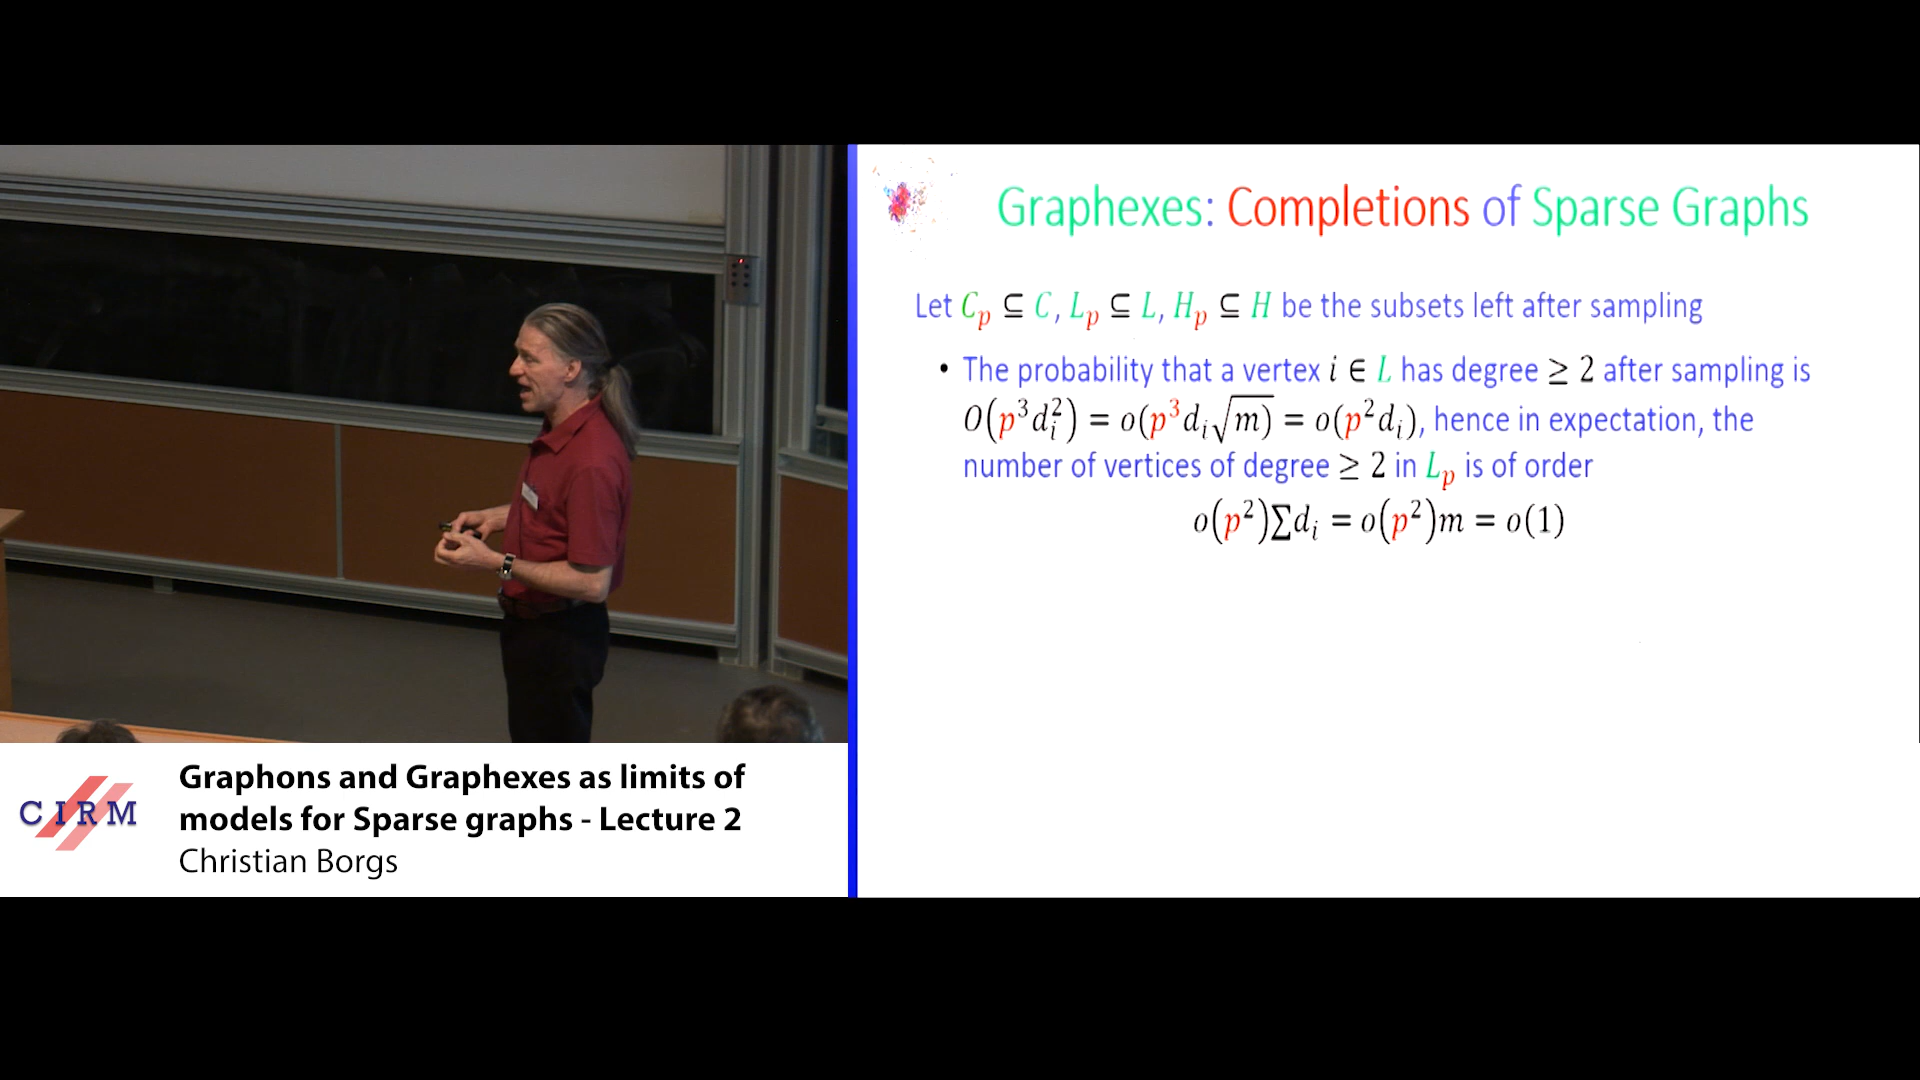 Graphexes: Completions of Sparse Graphs
Let C_p ⊆ C, L_p ⊆ L, H_p ⊆ H be the subsets left after sampling
• The probability that a vertex i ∈ L has degree ≥ 2 after sampling is
O(p³d_i²) = o(p³d_i√m) = o(p²d_i), hence in expectation, the
number of vertices of degree ≥ 2 in L_p is of order
o(p²)∑d_i = o(p²)m = o(1)
CIRM
Graphons and Graphexes as limits of
models for Sparse graphs - Lecture 2
Christian Borgs